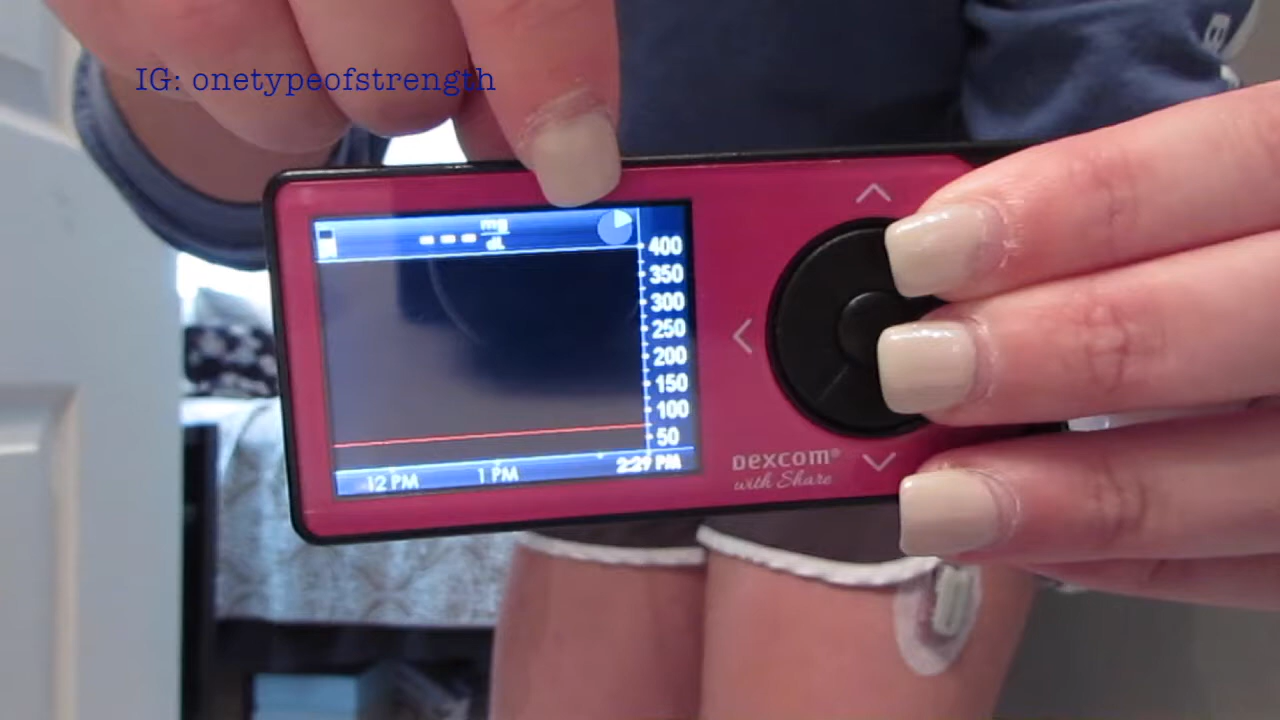 IG: onetypeofstrength
--- mg/dL
400
350
300
250
200
150
100
50
12 PM 1 PM 2:29 PM
DEXCOM®
with Share